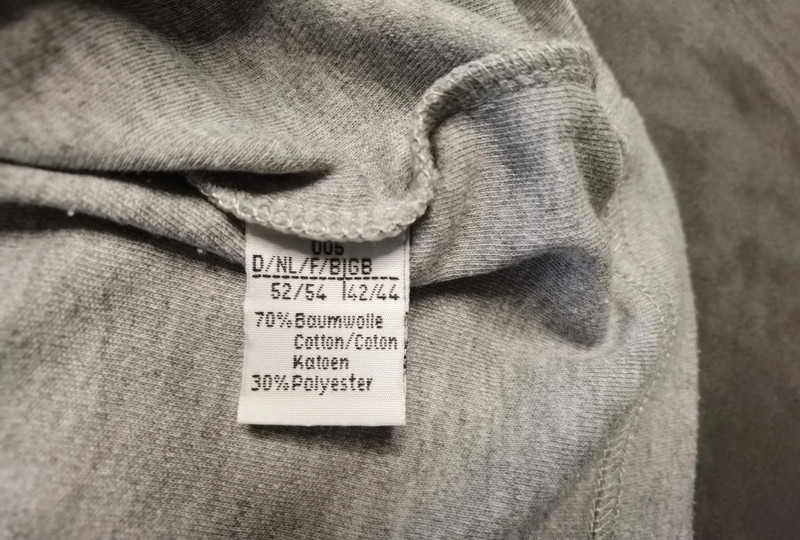 005
D/NL/F/B|GB
52/54 |42/44
70%Baumwolle
Cotton/Coton
Katoen
30%Polyester